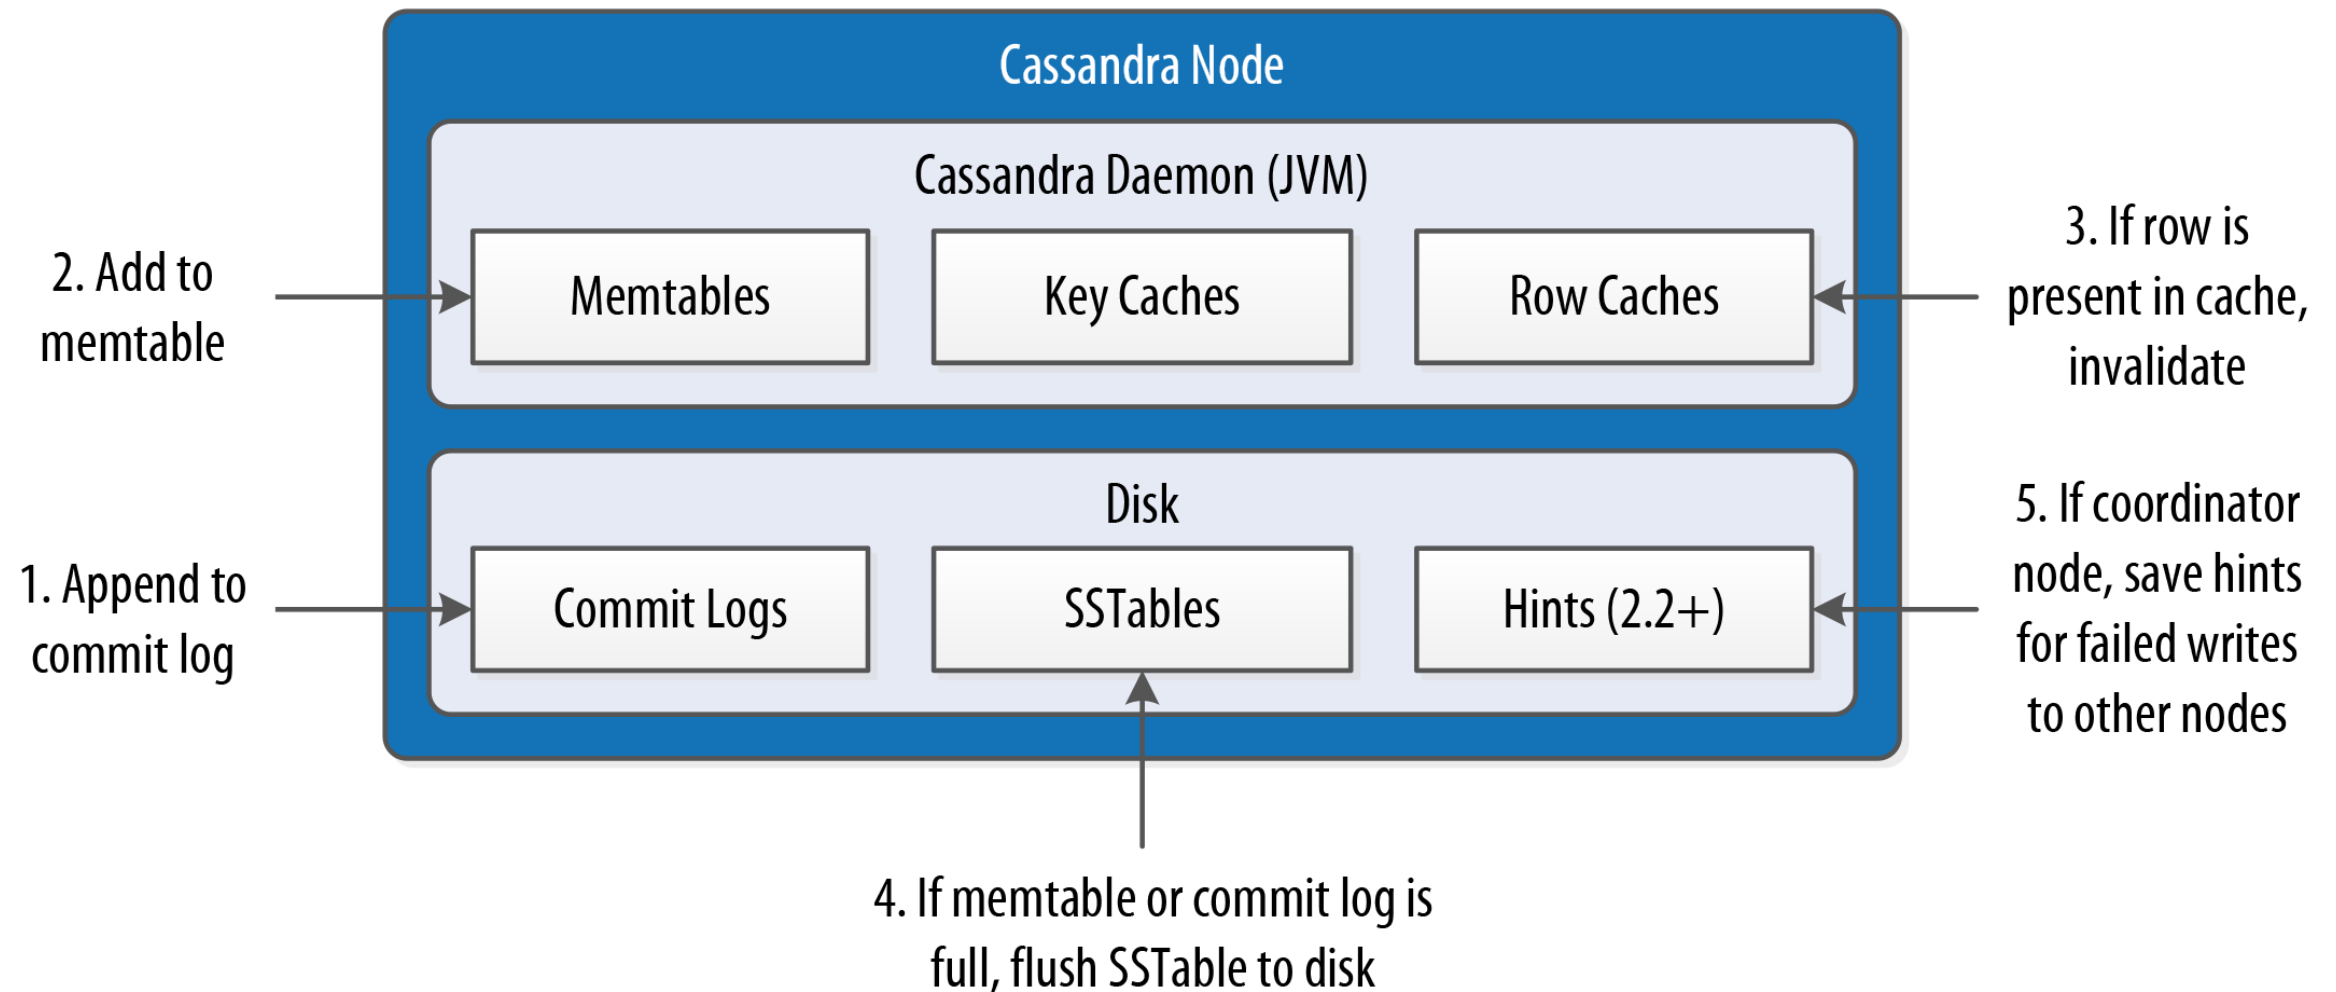 Cassandra Node
Cassandra Daemon (JVM)
2. Add to
memtable
Memtables
Key Caches
Row Caches
3. If row is
present in cache,
invalidate
Disk
1. Append to
commit log
Commit Logs
SSTables
Hints (2.2+)
5. If coordinator
node, save hints
for failed writes
to other nodes
4. If memtable or commit log is
full, flush SSTable to disk